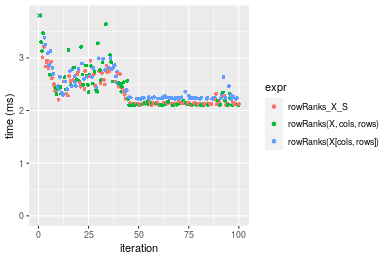 3
2
1
0
time (ms)
0
25
50
75
100
iteration
expr
rowRanks_X_S
rowRanks(X, cols, rows)
rowRanks(X[cols, rows])